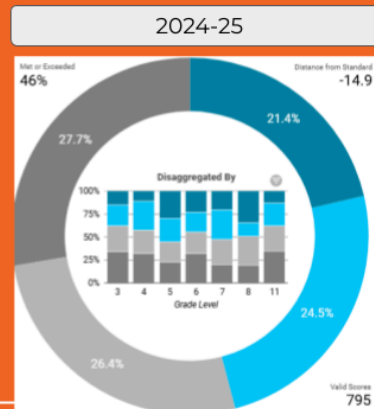 2024-25
Met or Exceeded
46%
Distance from Standard
-14.9
21.4%
27.7%
Disaggregated By
100%
75%
50%
25%
0%
3 4 5 6 7 8 11
Grade Level
24.5%
26.4%
Valid Scores
795